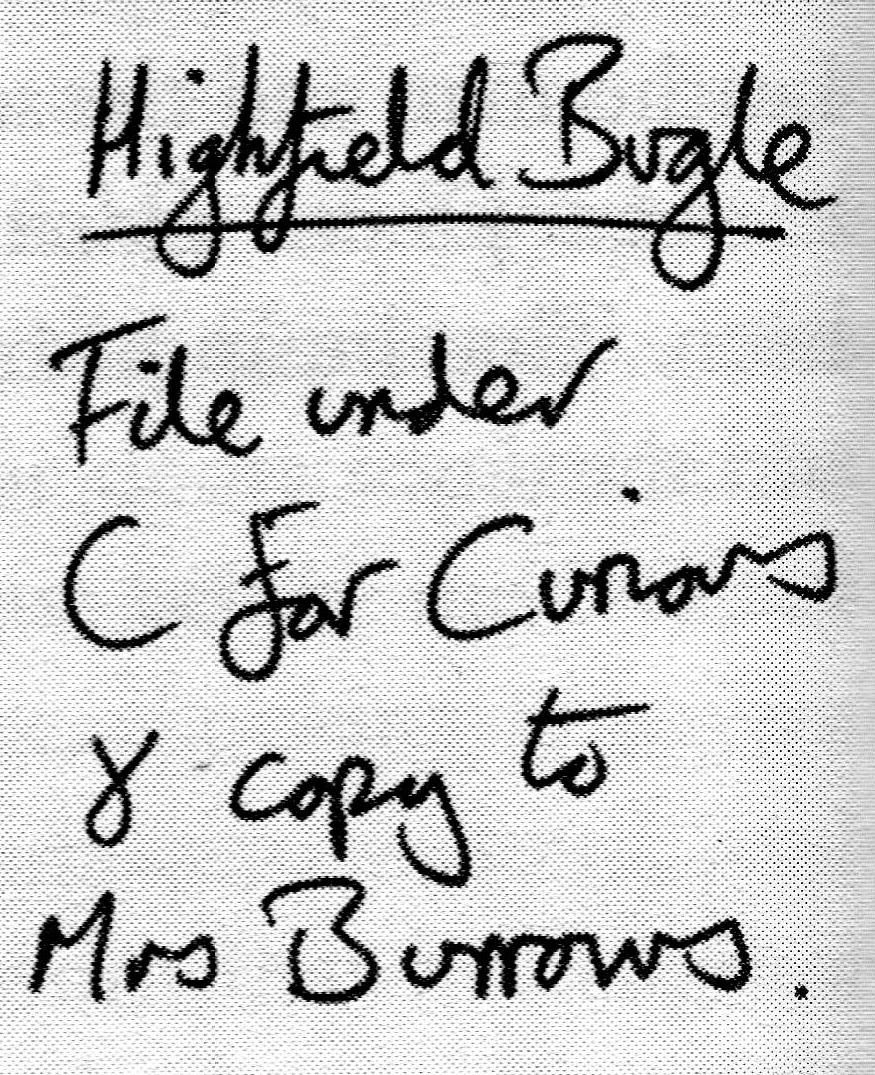 Highfield Bugle
File under
C For Curious
& copy to
Mrs Burrows.